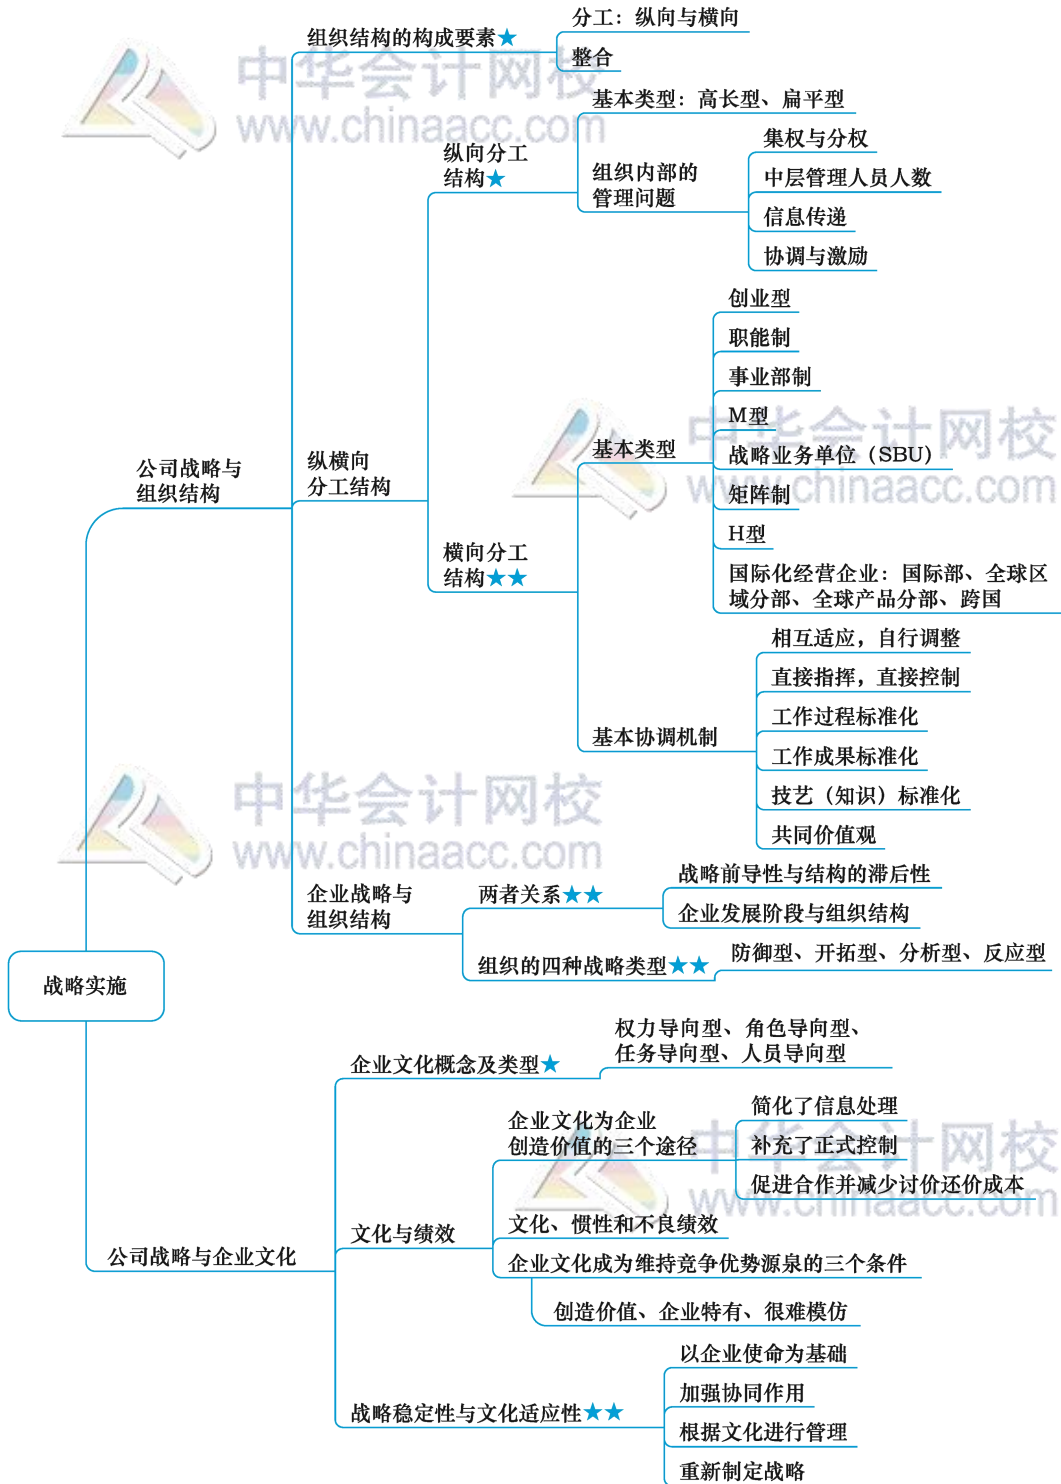 组织结构的构成要素★
分工：纵向与横向
整合
中华会计网校
www.chinaacc.com
纵向分工
结构★
基本类型：高长型、扁平型
组织内部的
管理问题
集权与分权
中层管理人员人数
信息传递
协调与激励
公司战略与
组织结构
纵横向
分工结构
横向分工
结构★★
基本类型
创业型
职能制
事业部制
M型
战略业务单位（SBU）
矩阵制
H型
国际化经营企业：国际部、全球区
域分部、全球产品分部、跨国
中华会计网校
www.chinaacc.com
基本协调机制
相互适应，自行调整
直接指挥，直接控制
工作过程标准化
工作成果标准化
技艺（知识）标准化
共同价值观
中华会计网校
www.chinaacc.com
企业战略与
组织结构
两者关系★★
战略前导性与结构的滞后性
企业发展阶段与组织结构
组织的四种战略类型★★
防御型、开拓型、分析型、反应型
战略实施
企业文化概念及类型★
权力导向型、角色导向型、
任务导向型、人员导向型
公司战略与企业文化
文化与绩效
企业文化为企业
创造价值的三个途径
简化了信息处理
补充了正式控制
促进合作并减少讨价还价成本
中华会计网校
www.chinaacc.com
文化、惯性和不良绩效
企业文化成为维持竞争优势源泉的三个条件
创造价值、企业特有、很难模仿
战略稳定性与文化适应性★★
以企业使命为基础
加强协同作用
根据文化进行管理
重新制定战略